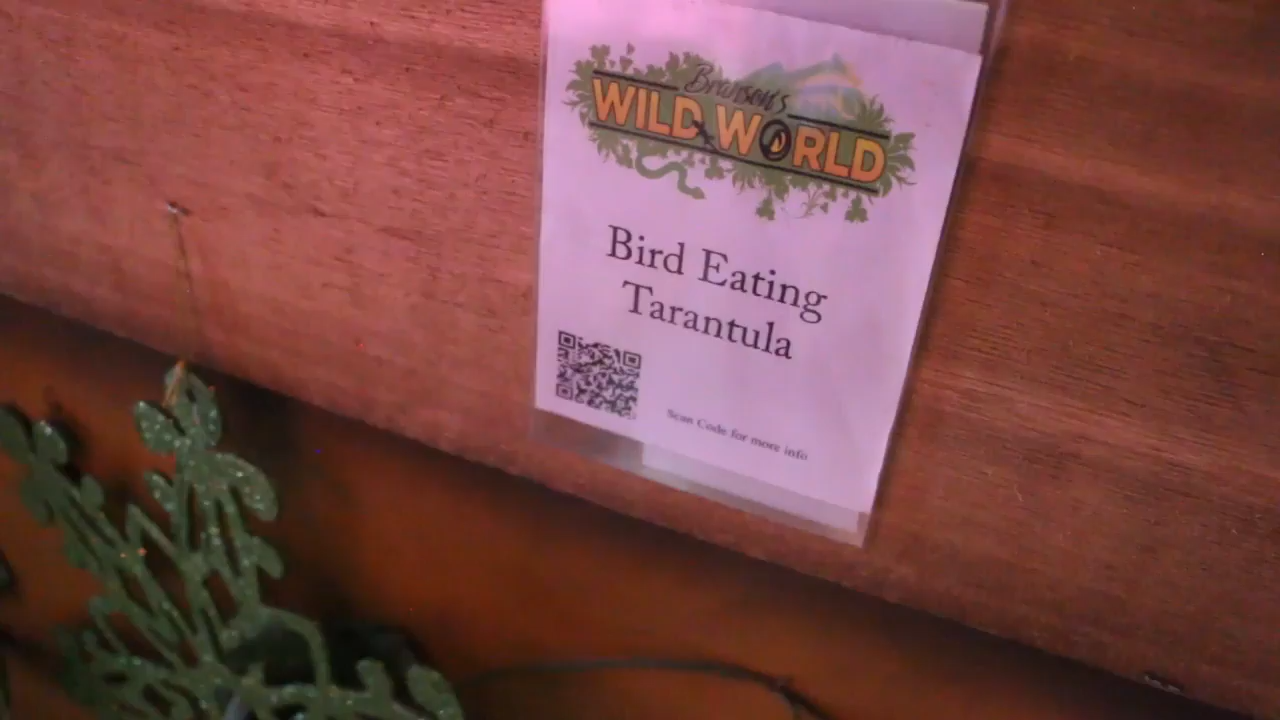 Branson's
WILD WORLD
Bird Eating
Tarantula
Scan Code for more info